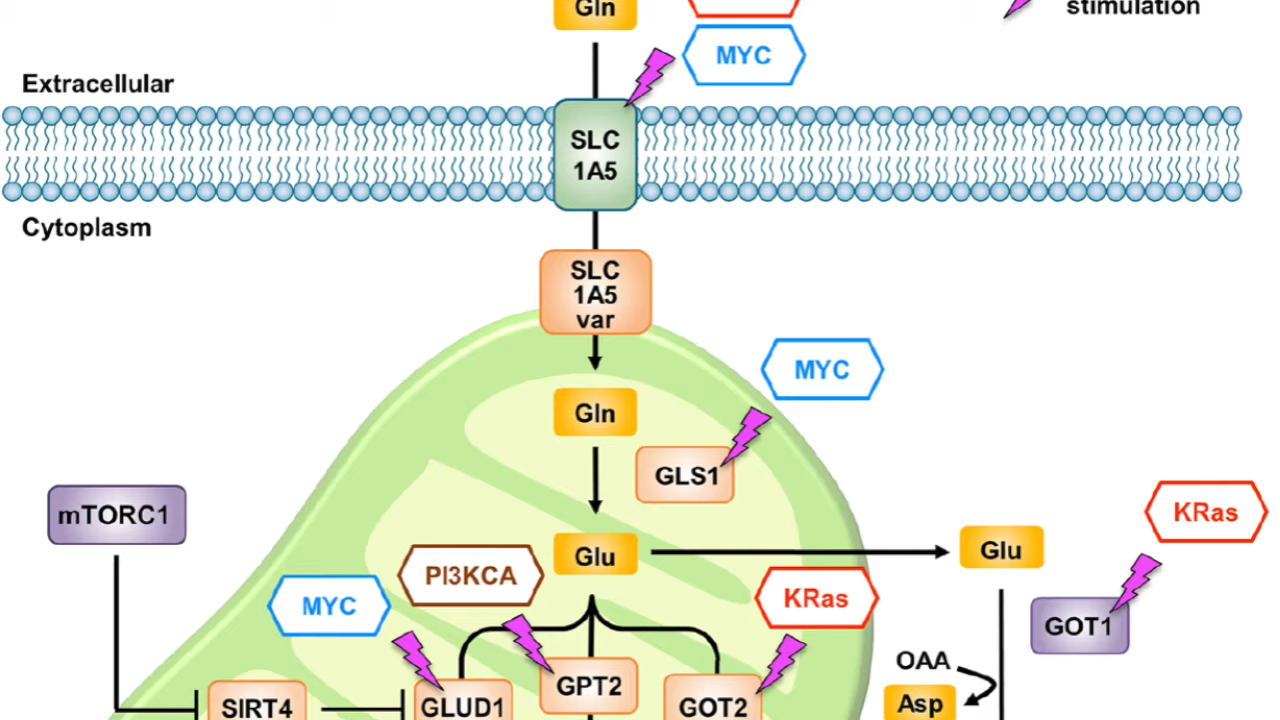 Gln
stimulation
MYC
Extracellular
SLC
1A5
Cytoplasm
SLC
1A5
var
MYC
Gln
GLS1
mTORC1
KRas
Glu
Glu
PI3KCA
MYC
KRas
GOT1
OAA
GPT2
Asp
SIRT4
GLUD1
GOT2